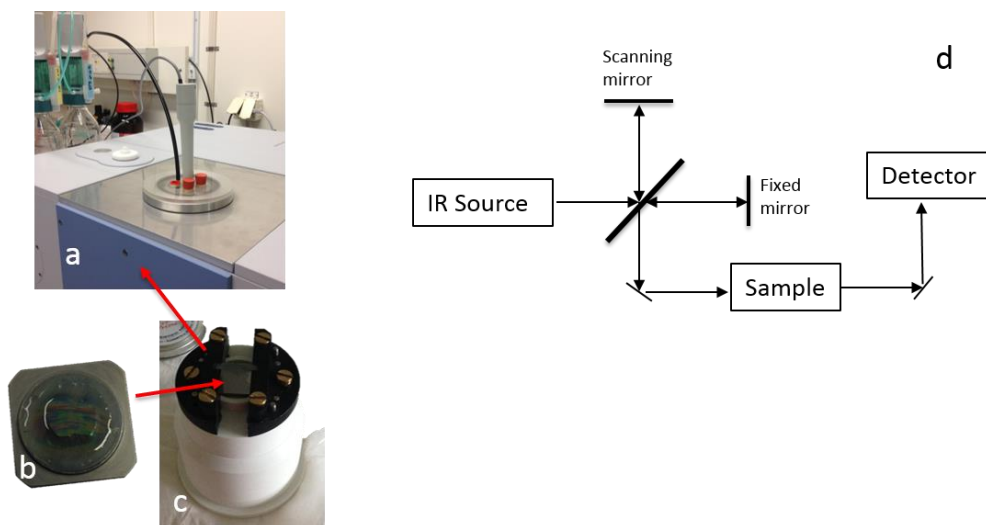 a
b
c
d
Scanning
mirror
IR Source
Fixed
mirror
Detector
Sample